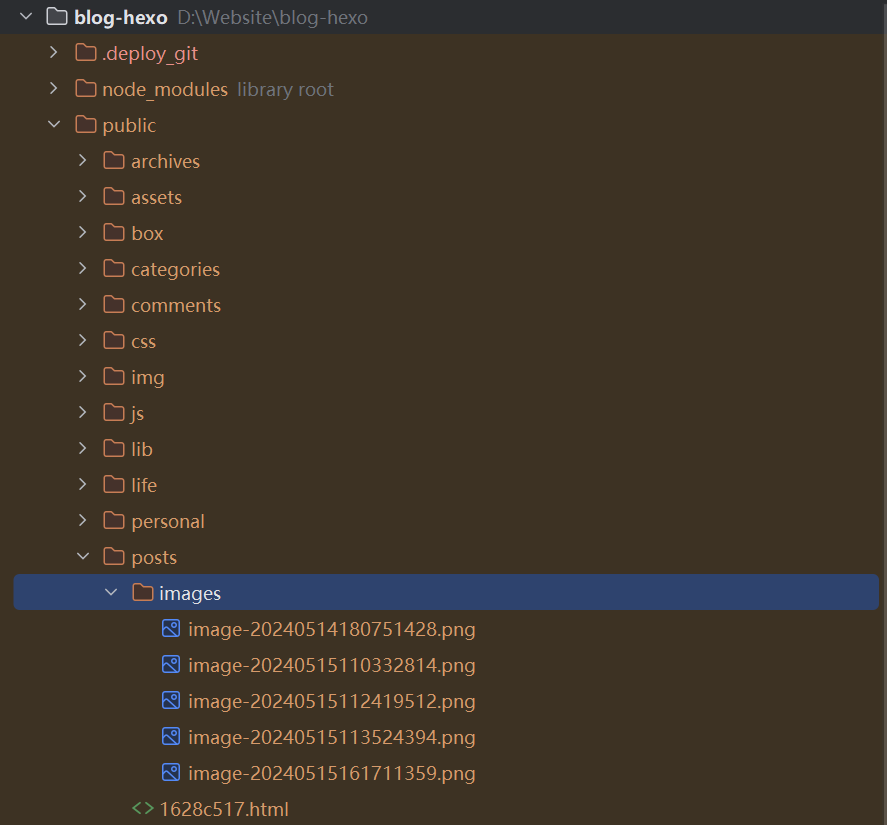 blog-hexo D:\Website\blog-hexo
.deploy_git
node_modules library root
public
archives
assets
box
categories
comments
css
img
js
lib
life
personal
posts
images
image-20240514180751428.png
image-20240515110332814.png
image-20240515112419512.png
image-20240515113524394.png
image-20240515161711359.png
1628c517.html